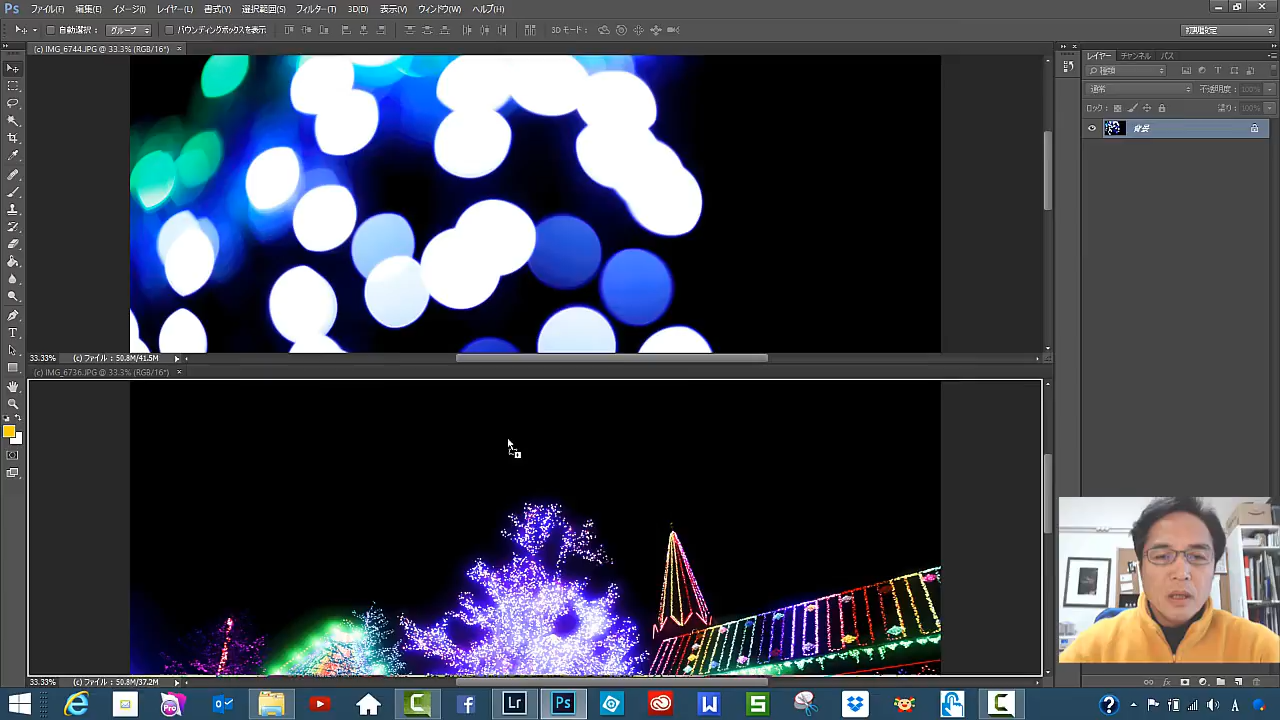 Ps ファイル(F) 編集(E) イメージ(I) レイヤー(L) 書式(Y) 選択範囲(S) フィルター(T) 3D(D) 表示(V) ウィンドウ(W) ヘルプ(H)
自動選択: グループ バウンディングボックスを表示 3D モード: 初期設定
(c) IMG_6744.JPG @ 33.3% (RGB/16*) ×
レイヤー チャンネル パス
種類
通常 不透明度: 100%
ロック: 塗り: 100%
背景
33.33% (c) ファイル : 50.8M/41.5M
(c) IMG_6736.JPG @ 33.3% (RGB/16*) ×
33.33% (c) ファイル : 50.8M/37.2M
Lr Ps